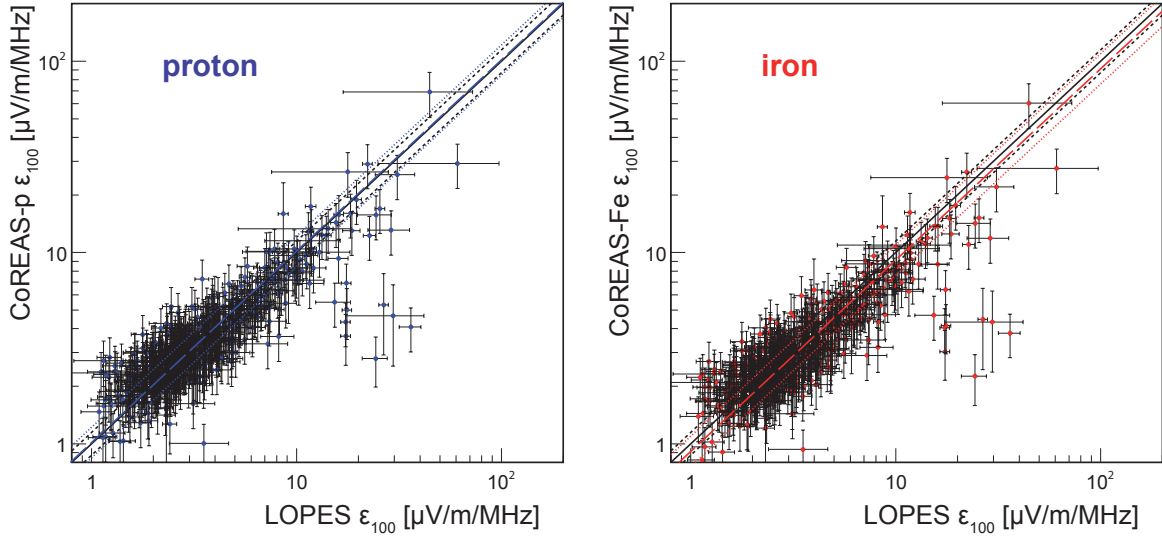 CoREAS-p ε₁₀₀ [µV/m/MHz]
10²
10
1
proton
1
10
10²
LOPES ε₁₀₀ [µV/m/MHz]
CoREAS-Fe ε₁₀₀ [µV/m/MHz]
10²
10
1
iron
1
10
10²
LOPES ε₁₀₀ [µV/m/MHz]